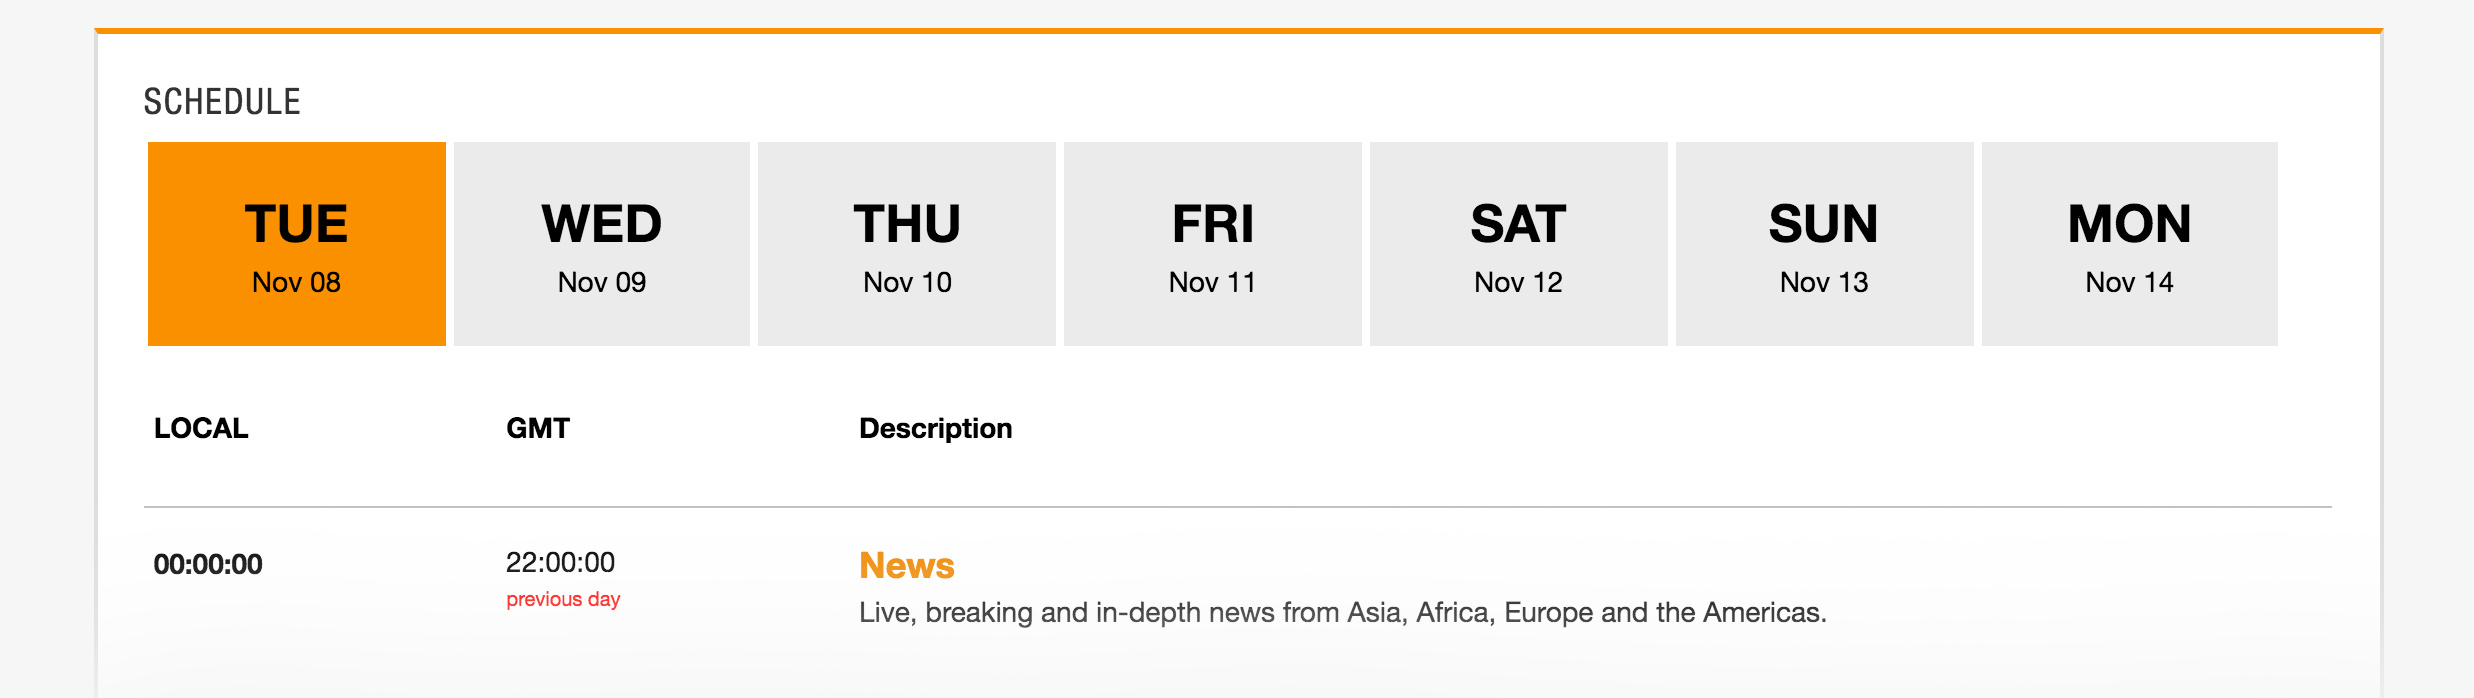 SCHEDULE
TUE WED THU FRI SAT SUN MON
Nov 08 Nov 09 Nov 10 Nov 11 Nov 12 Nov 13 Nov 14
LOCAL GMT Description
00:00:00 22:00:00 News
previous day
Live, breaking and in-depth news from Asia, Africa, Europe and the Americas.